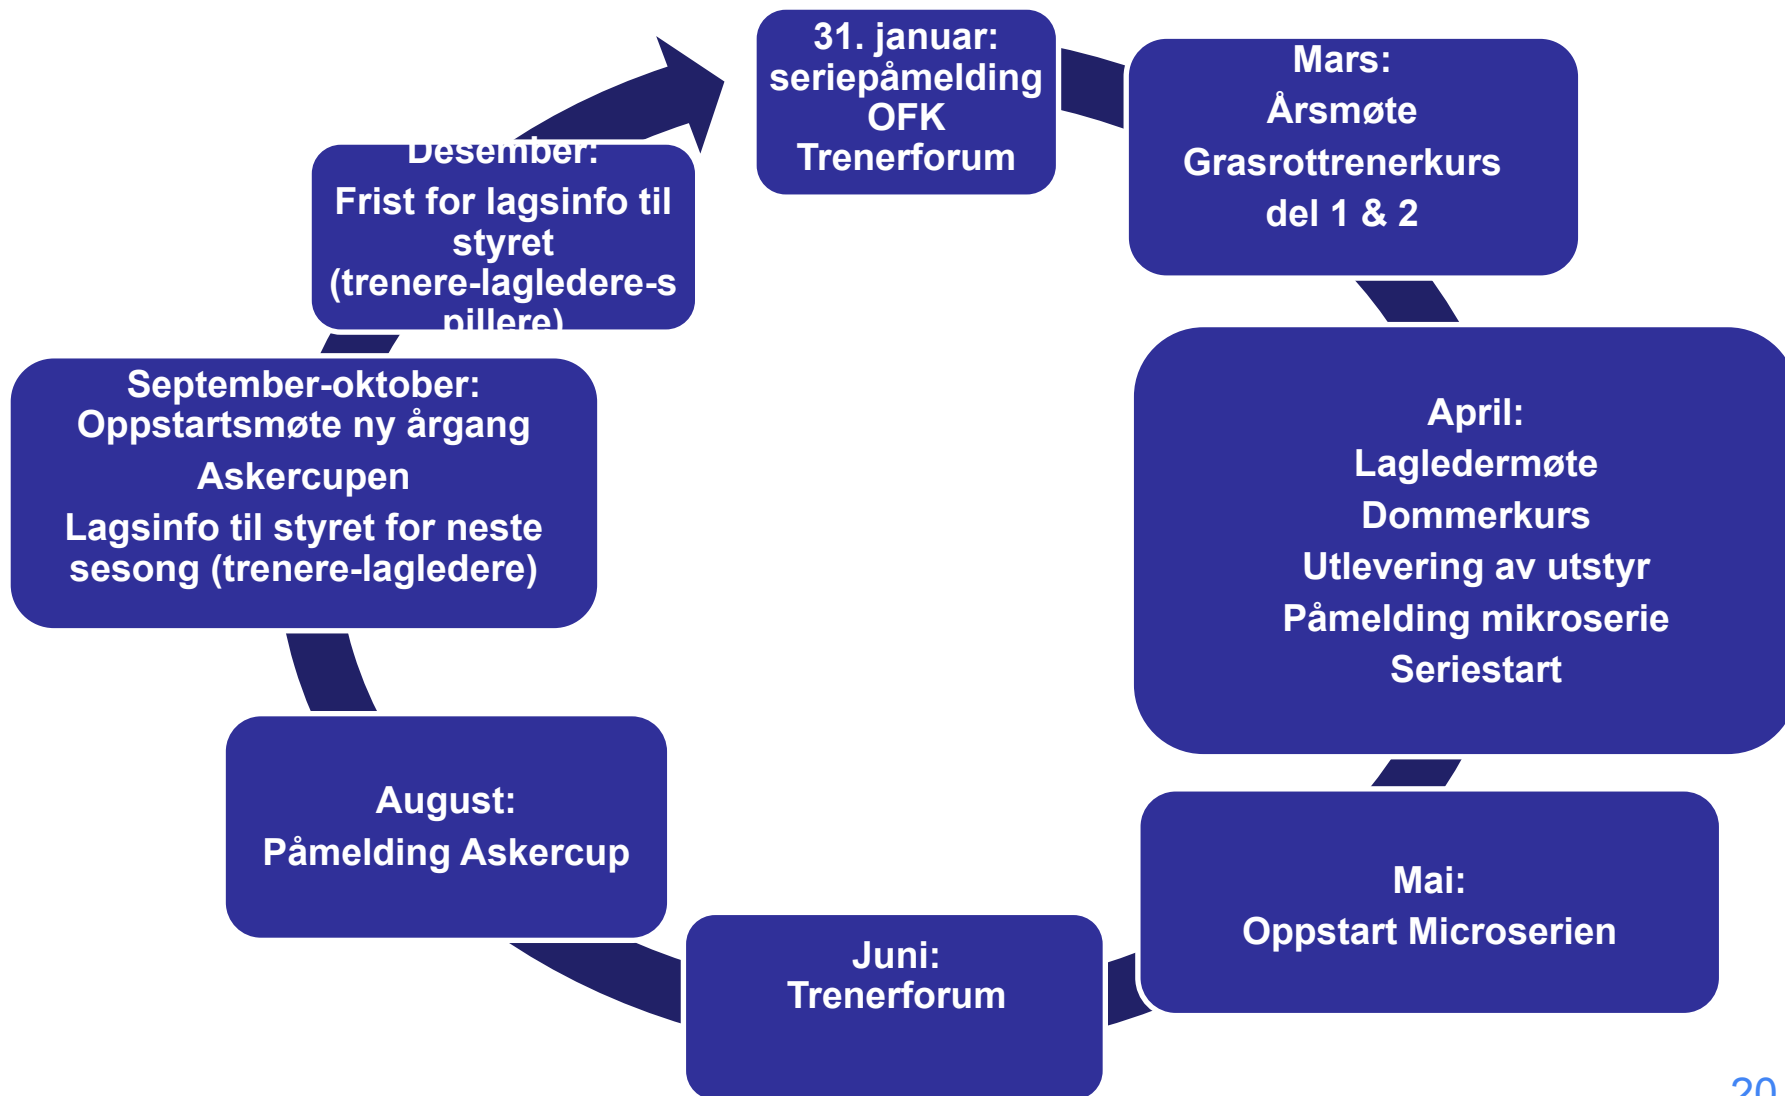 31. januar:
seriepåmelding
OFK
Trenerforum
Mars:
Årsmøte
Grasrottrenerkurs
del 1 & 2
April:
Lagledermøte
Dommerkurs
Utlevering av utstyr
Påmelding mikroserie
Seriestart
Mai:
Oppstart Microserien
Juni:
Trenerforum
August:
Påmelding Askercup
September-oktober:
Oppstartsmøte ny årgang
Askercupen
Lagsinfo til styret for neste
sesong (trenere-lagledere)
Desember:
Frist for lagsinfo til
styret
(trenere-lagledere-s
pillere)
20